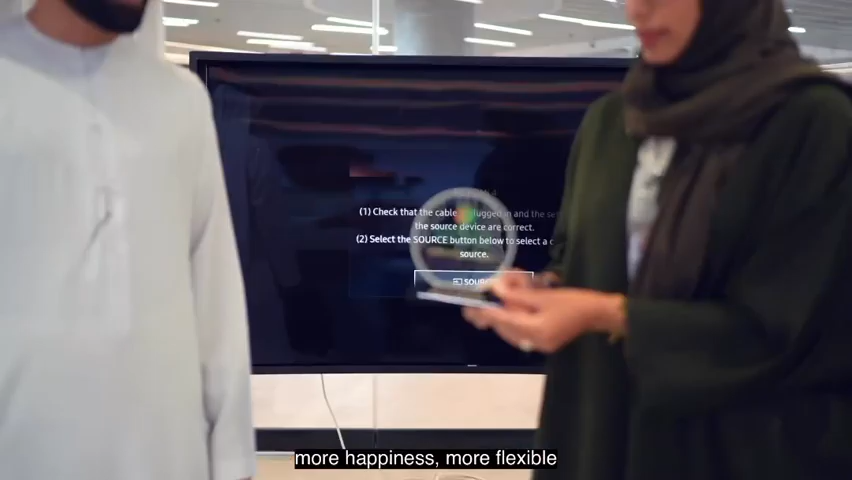 (1) Check that the cable plugged in and the
the source device are correct.
(2) Select the SOURCE button below to select a
source.
SOURCE
more happiness, more flexible